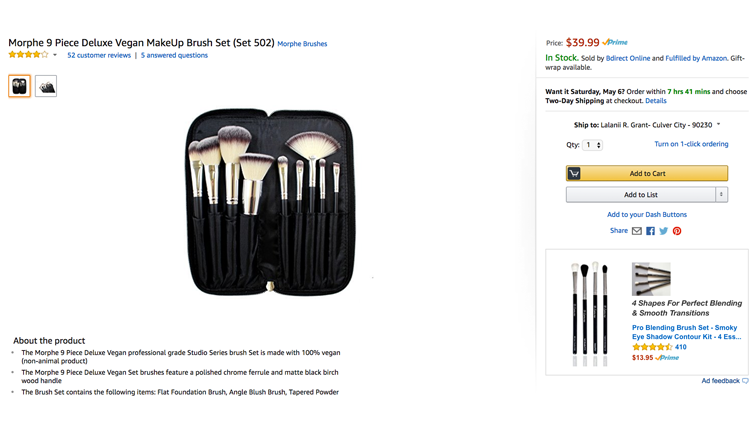 Morphe 9 Piece Deluxe Vegan MakeUp Brush Set (Set 502) Morphe Brushes
52 customer reviews | 5 answered questions
About the product
The Morphe 9 Piece Deluxe Vegan professional grade Studio Series brush Set is made with 100% vegan
(non-animal product)
The Morphe 9 Piece Deluxe Vegan Set brushes feature a polished chrome ferrule and matte black birch
wood handle
The Brush Set contains the following items: Flat Foundation Brush, Angle Blush Brush, Tapered Powder
Price: $39.99 Prime
In Stock. Sold by Bdirect Online and Fulfilled by Amazon. Gift-
wrap available.
Want it Saturday, May 6? Order within 7 hrs 41 mins and choose
Two-Day Shipping at checkout. Details
Ship to: Lalanii R. Grant- Culver City - 90230
Qty: 1 Turn on 1-click ordering
Add to Cart
Add to List
Add to your Dash Buttons
Share
4 Shapes For Perfect Blending
& Smooth Transitions
Pro Blending Brush Set - Smoky
Eye Shadow Contour Kit - 4 Ess...
410
$13.95 Prime
Ad feedback